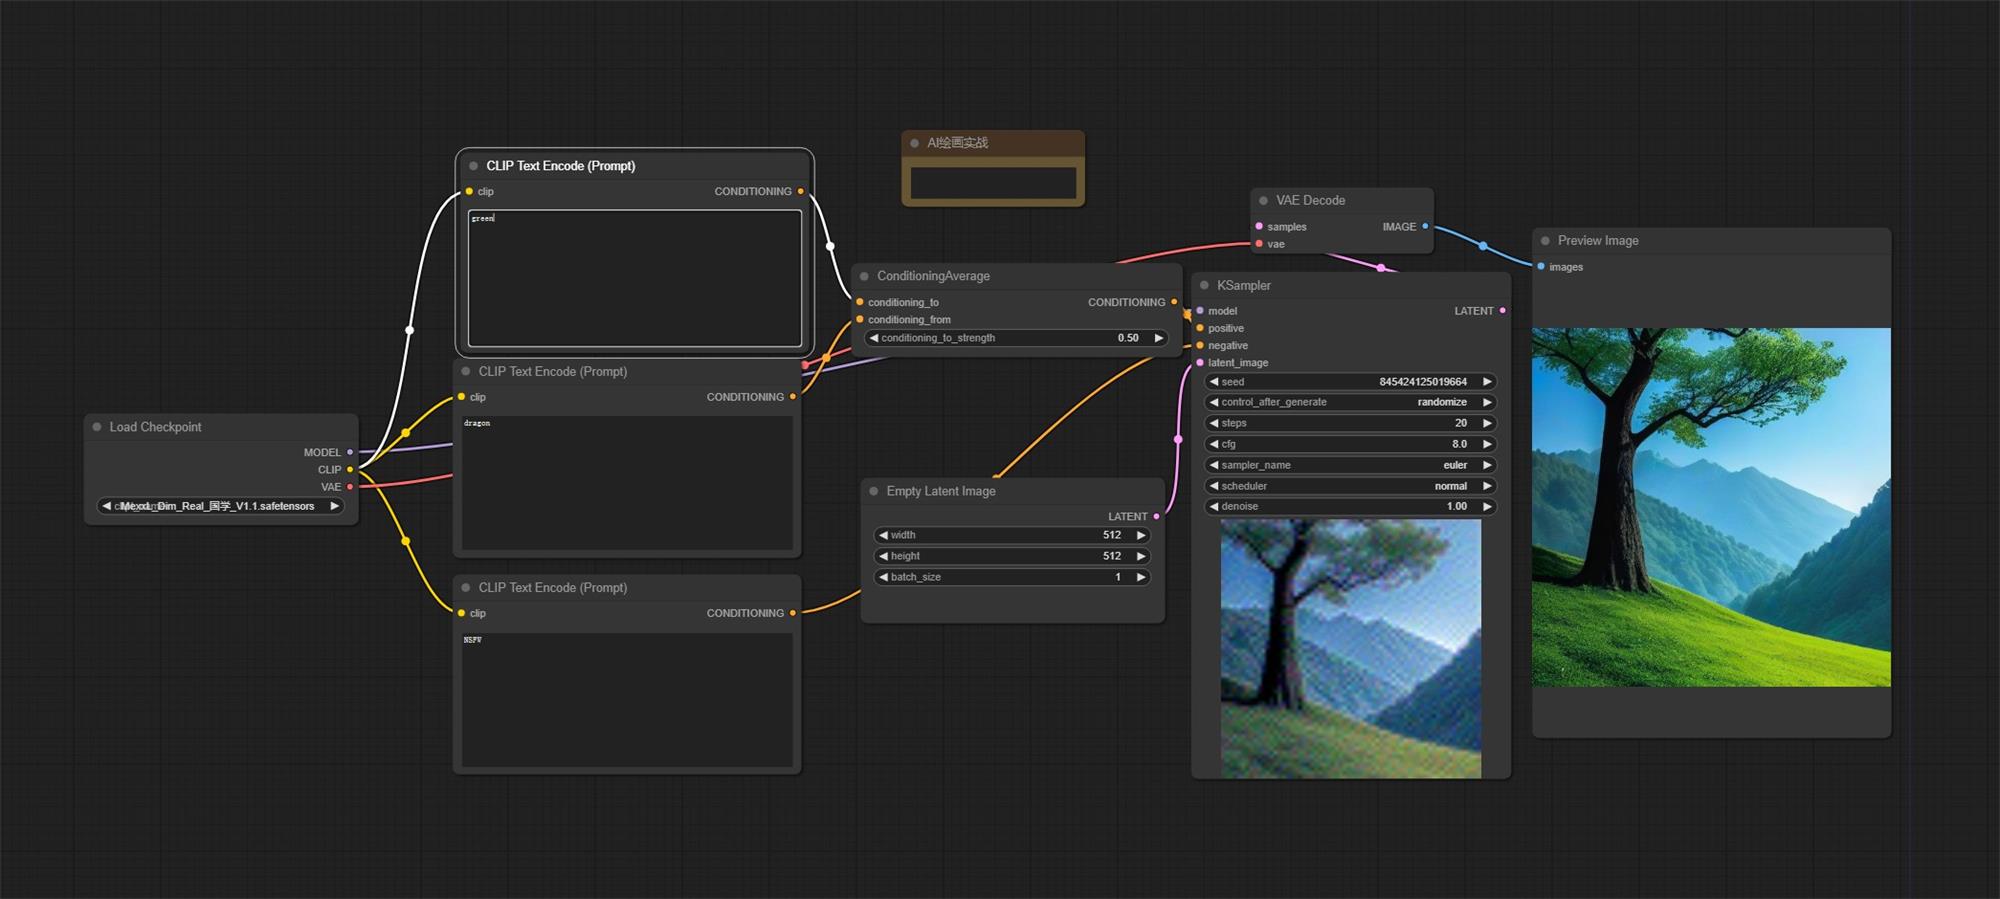 Load Checkpoint
MODEL
CLIP
VAE
Dim_Real_国学_V1.1.safetensors
CLIP Text Encode (Prompt)
clip CONDITIONING
green
CLIP Text Encode (Prompt)
clip CONDITIONING
dragon
CLIP Text Encode (Prompt)
clip CONDITIONING
NSFW
AI绘画实战
ConditioningAverage
conditioning_to CONDITIONING
conditioning_from
conditioning_to_strength 0.50
Empty Latent Image
LATENT
width 512
height 512
batch_size 1
VAE Decode
samples IMAGE
vae
KSampler
model LATENT
positive
negative
latent_image
seed 845424125019664
control_after_generate randomize
steps 20
cfg 8.0
sampler_name euler
scheduler normal
denoise 1.00
Preview Image
images